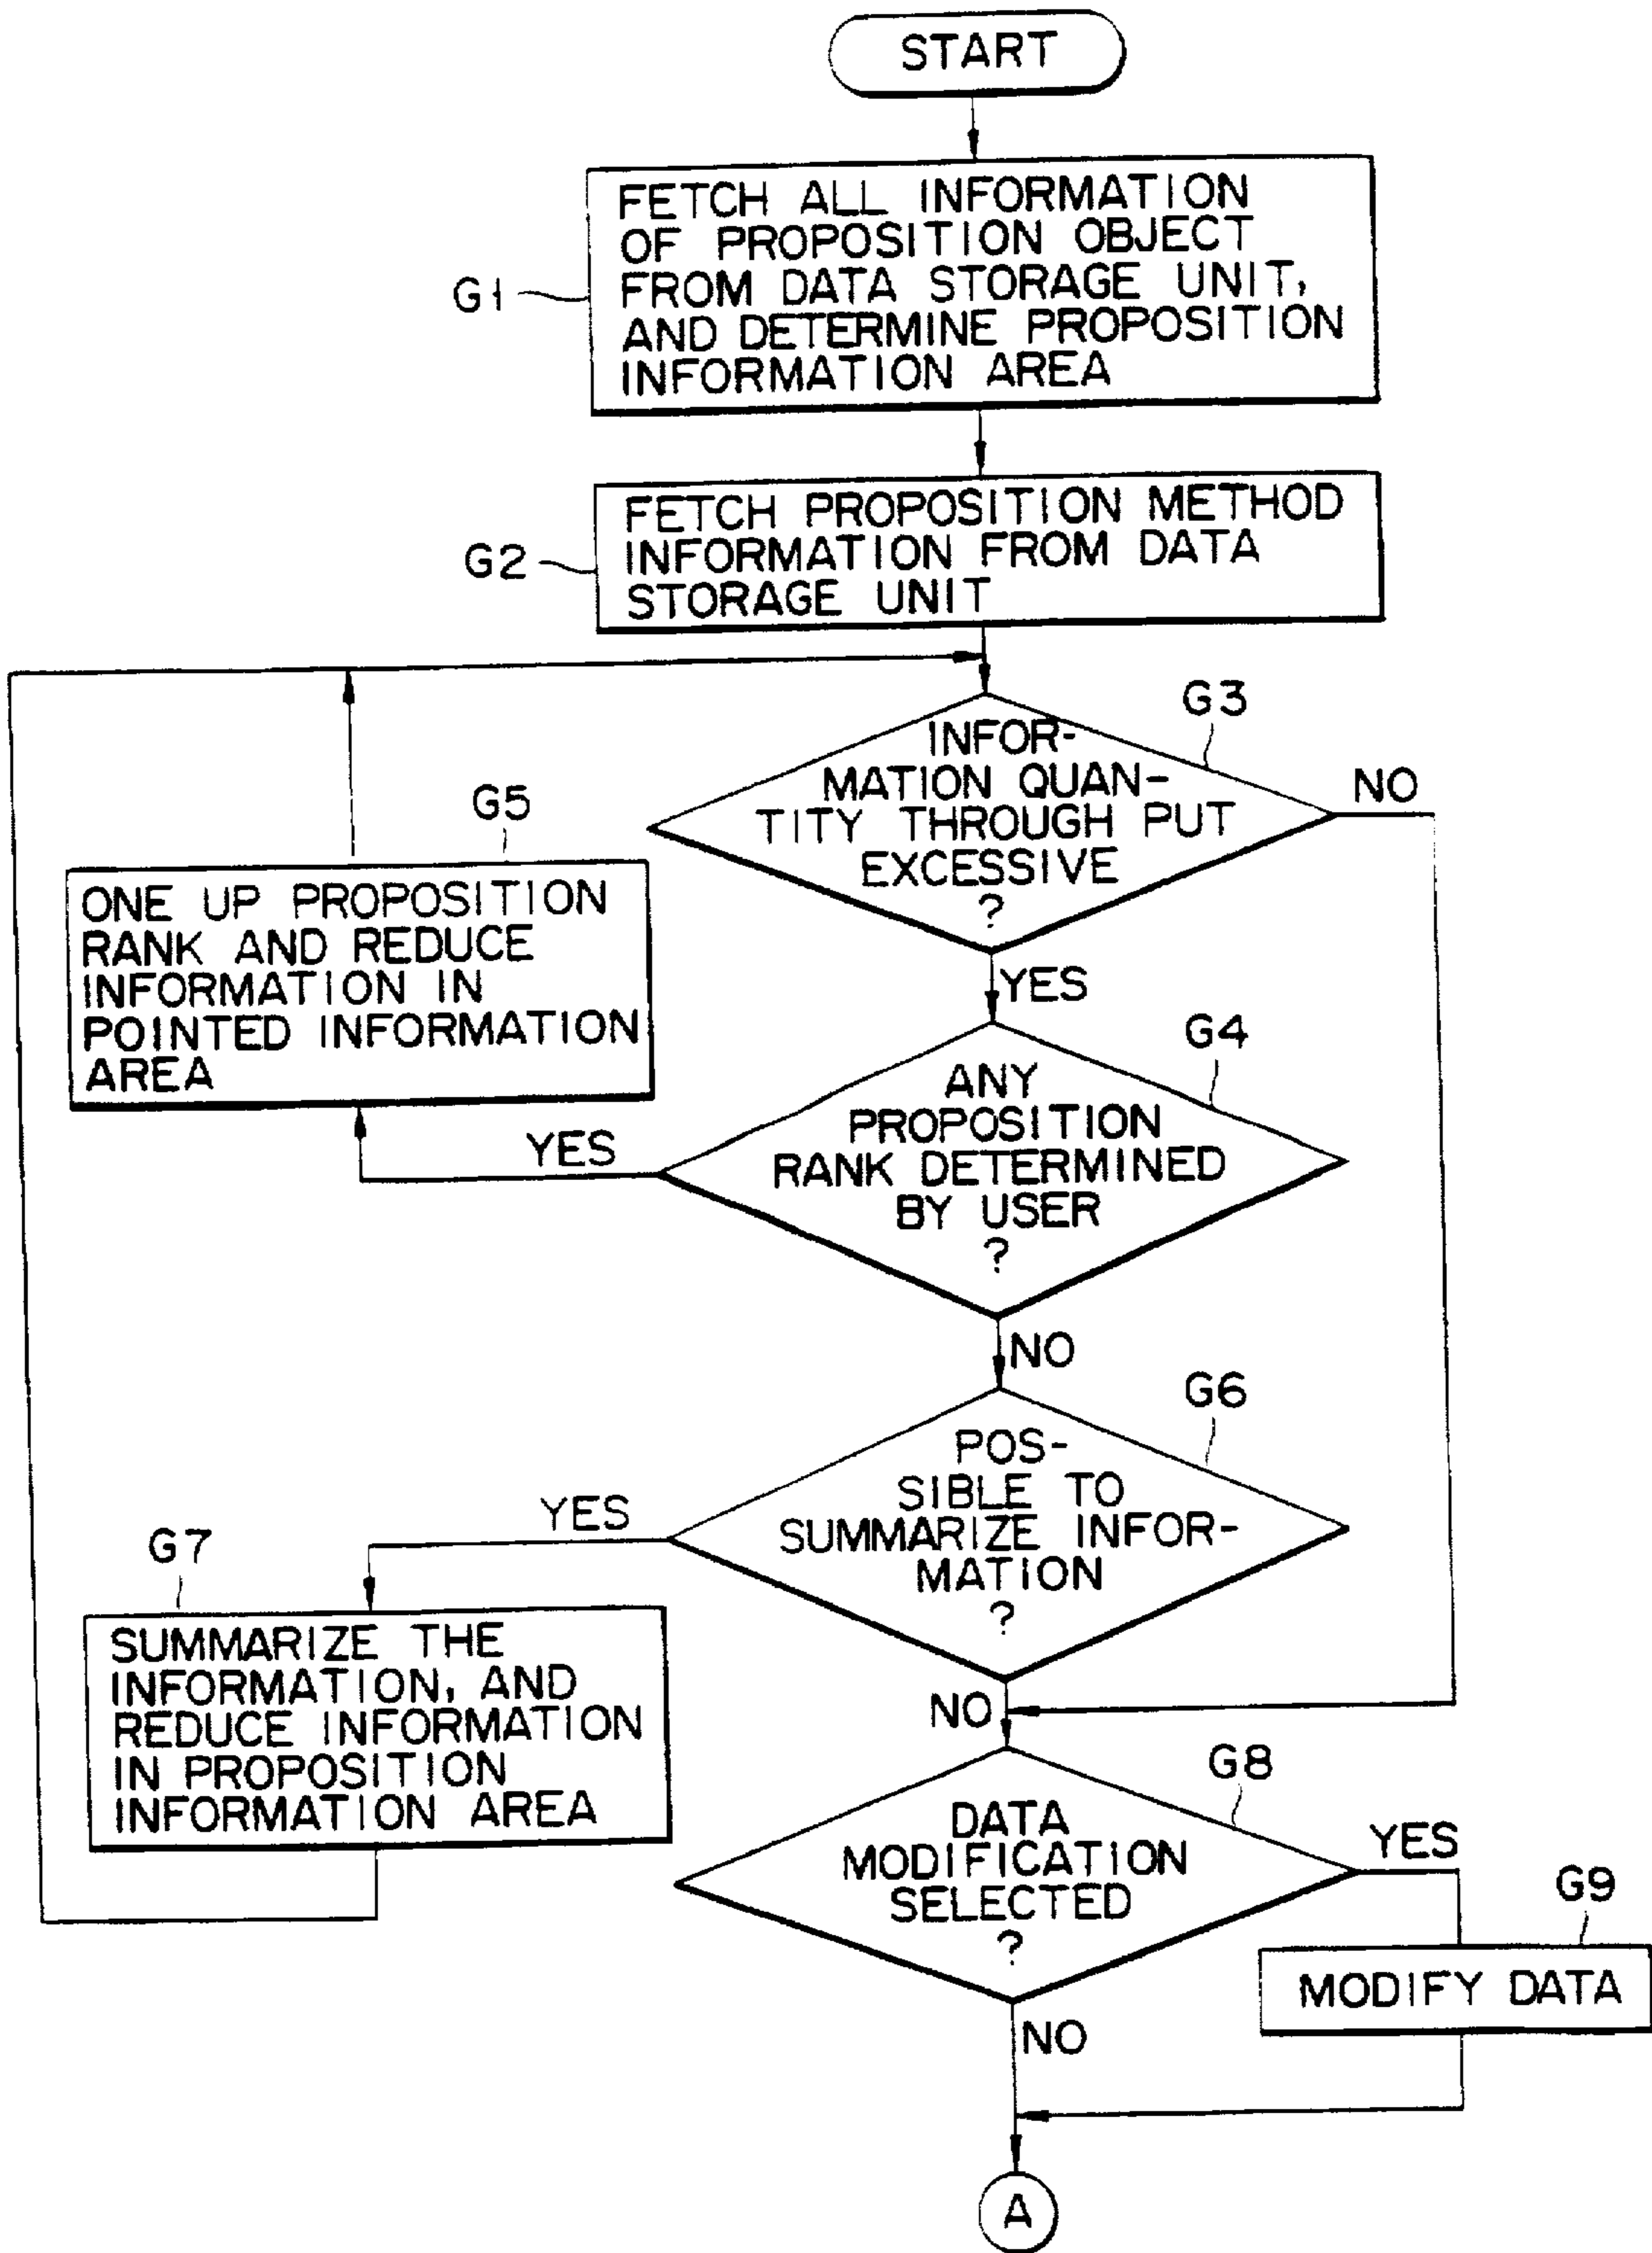 START
FETCH ALL INFORMATION
OF PROPOSITION OBJECT
FROM DATA STORAGE UNIT,
AND DETERMINE PROPOSITION
INFORMATION AREA
G1
FETCH PROPOSITION METHOD
INFORMATION FROM DATA
STORAGE UNIT
G2
G3
INFOR-
MATION QUAN-
TITY THROUGH PUT
EXCESSIVE
?
NO
YES
G5
ONE UP PROPOSITION
RANK AND REDUCE
INFORMATION IN
POINTED INFORMATION
AREA
G4
ANY
PROPOSITION
RANK DETERMINED
BY USER
?
YES
NO
G6
POS-
SIBLE TO
SUMMARIZE INFOR-
MATION
?
YES
NO
G7
SUMMARIZE THE
INFORMATION, AND
REDUCE INFORMATION
IN PROPOSITION
INFORMATION AREA
G8
DATA
MODIFICATION
SELECTED
?
YES
NO
G9
MODIFY DATA
A